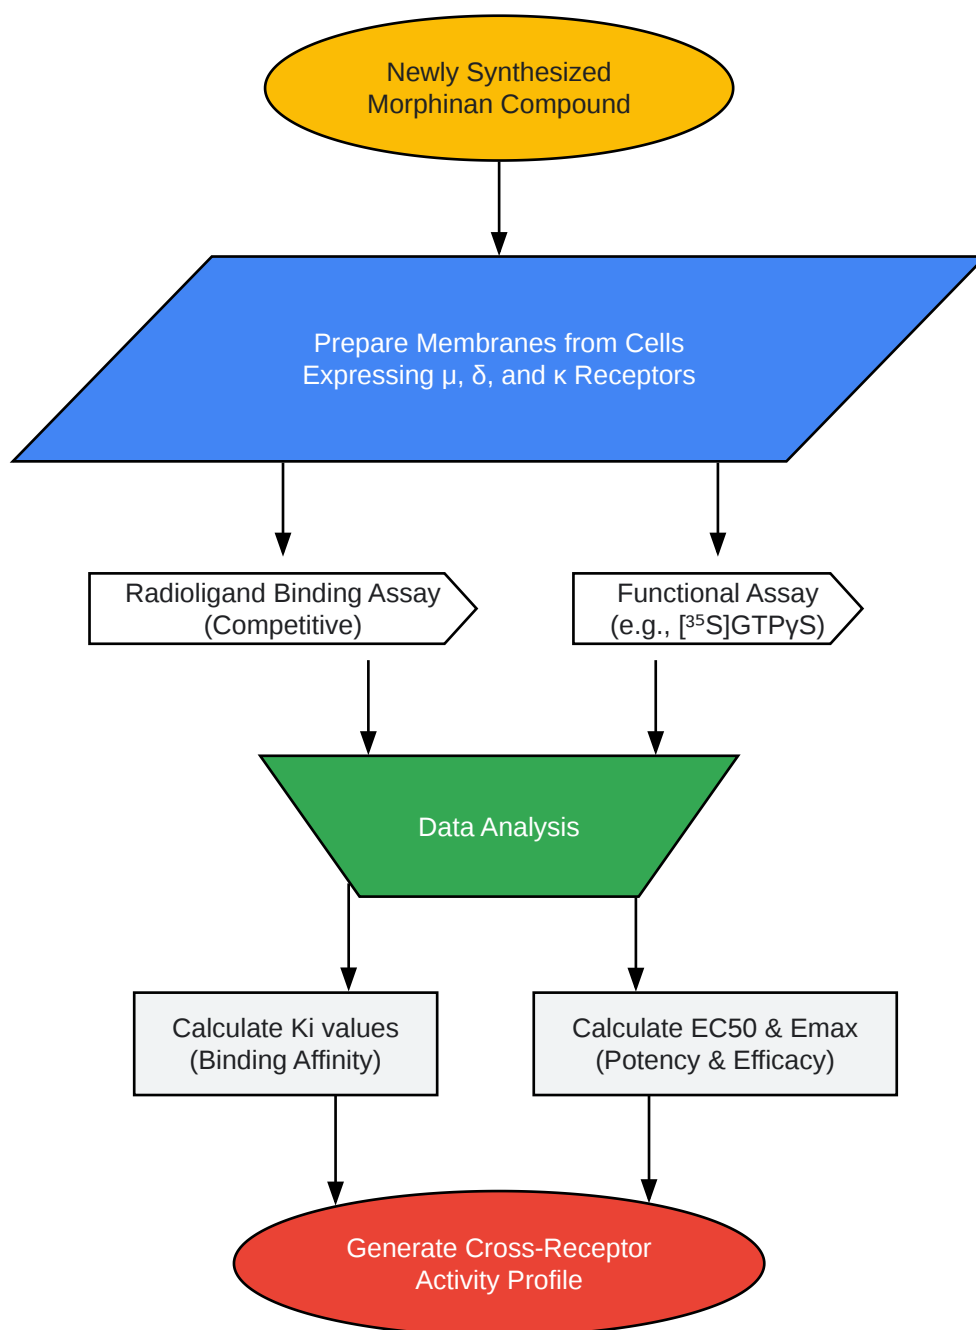 Newly Synthesized
Morphinan Compound
Prepare Membranes from Cells
Expressing μ, δ, and κ Receptors
Radioligand Binding Assay
(Competitive)
Functional Assay
(e.g., [³⁵S]GTPγS)
Data Analysis
Calculate Ki values
(Binding Affinity)
Calculate EC50 & Emax
(Potency & Efficacy)
Generate Cross-Receptor
Activity Profile